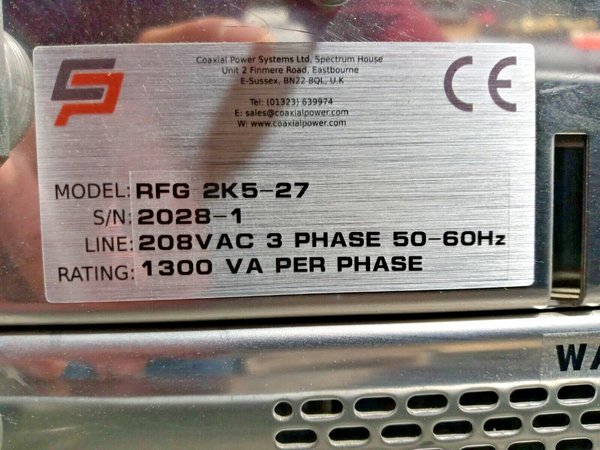 Coaxial Power Systems Ltd, Spectrum House
Unit 2 Finmere Road, Eastbourne
E-Sussex, BN22 8QL, U.K
Tel: (01323) 639974
E: sales@coaxialpower.com
W: www.coaxialpower.com
CE
MODEL: RFG 2K5-27
S/N: 2028-1
LINE: 208VAC 3 PHASE 50-60Hz
RATING: 1300 VA PER PHASE